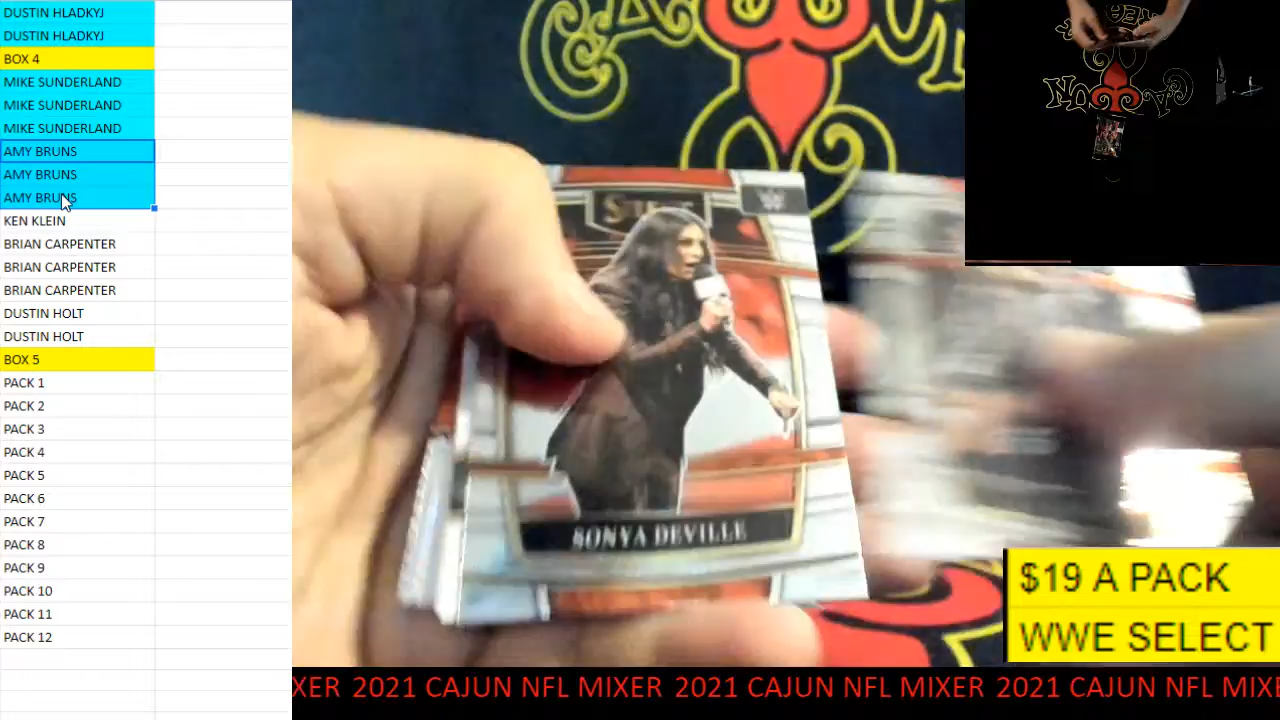 DUSTIN HLADKYJ
DUSTIN HLADKYJ
BOX 4
MIKE SUNDERLAND
MIKE SUNDERLAND
MIKE SUNDERLAND
AMY BRUNS
AMY BRUNS
AMY BRUNS
KEN KLEIN
BRIAN CARPENTER
BRIAN CARPENTER
BRIAN CARPENTER
DUSTIN HOLT
DUSTIN HOLT
BOX 5
PACK 1
PACK 2
PACK 3
PACK 4
PACK 5
PACK 6
PACK 7
PACK 8
PACK 9
PACK 10
PACK 11
PACK 12
SONYA DEVILLE
$19 A PACK
WWE SELECT
XER 2021 CAJUN NFL MIXER 2021 CAJUN NFL MIXER 2021 CAJUN NFL MIXE